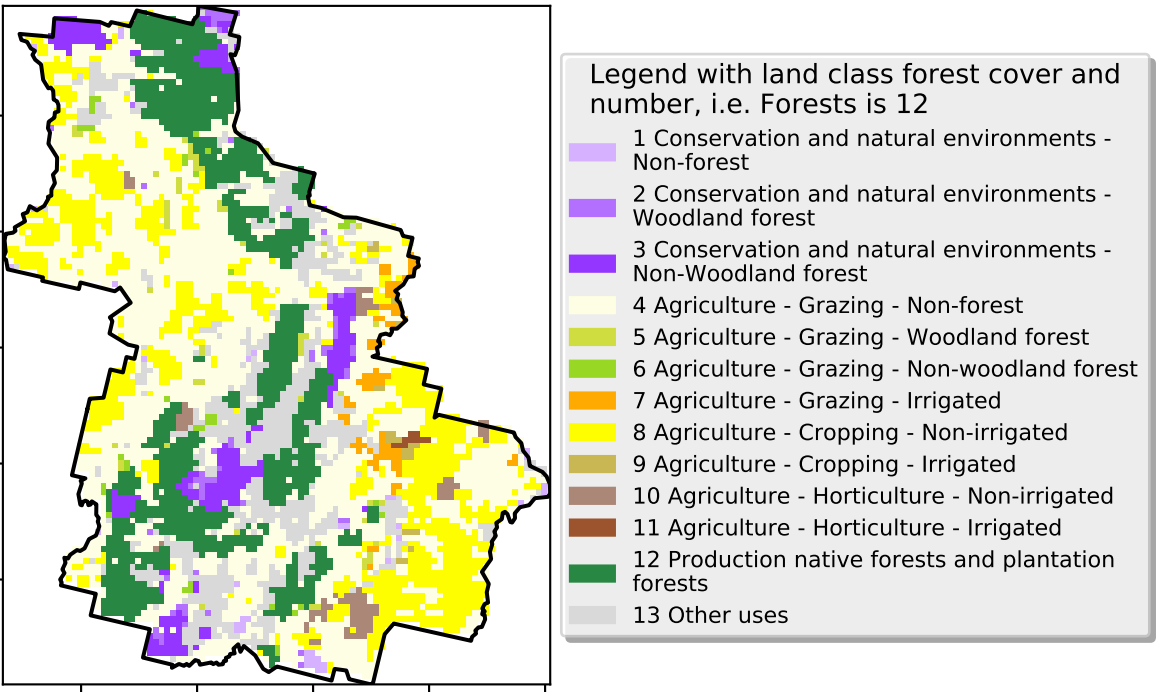 Legend with land class forest cover and
number, i.e. Forests is 12
1 Conservation and natural environments -
Non-forest
2 Conservation and natural environments -
Woodland forest
3 Conservation and natural environments -
Non-Woodland forest
4 Agriculture - Grazing - Non-forest
5 Agriculture - Grazing - Woodland forest
6 Agriculture - Grazing - Non-woodland forest
7 Agriculture - Grazing - Irrigated
8 Agriculture - Cropping - Non-irrigated
9 Agriculture - Cropping - Irrigated
10 Agriculture - Horticulture - Non-irrigated
11 Agriculture - Horticulture - Irrigated
12 Production native forests and plantation
forests
13 Other uses